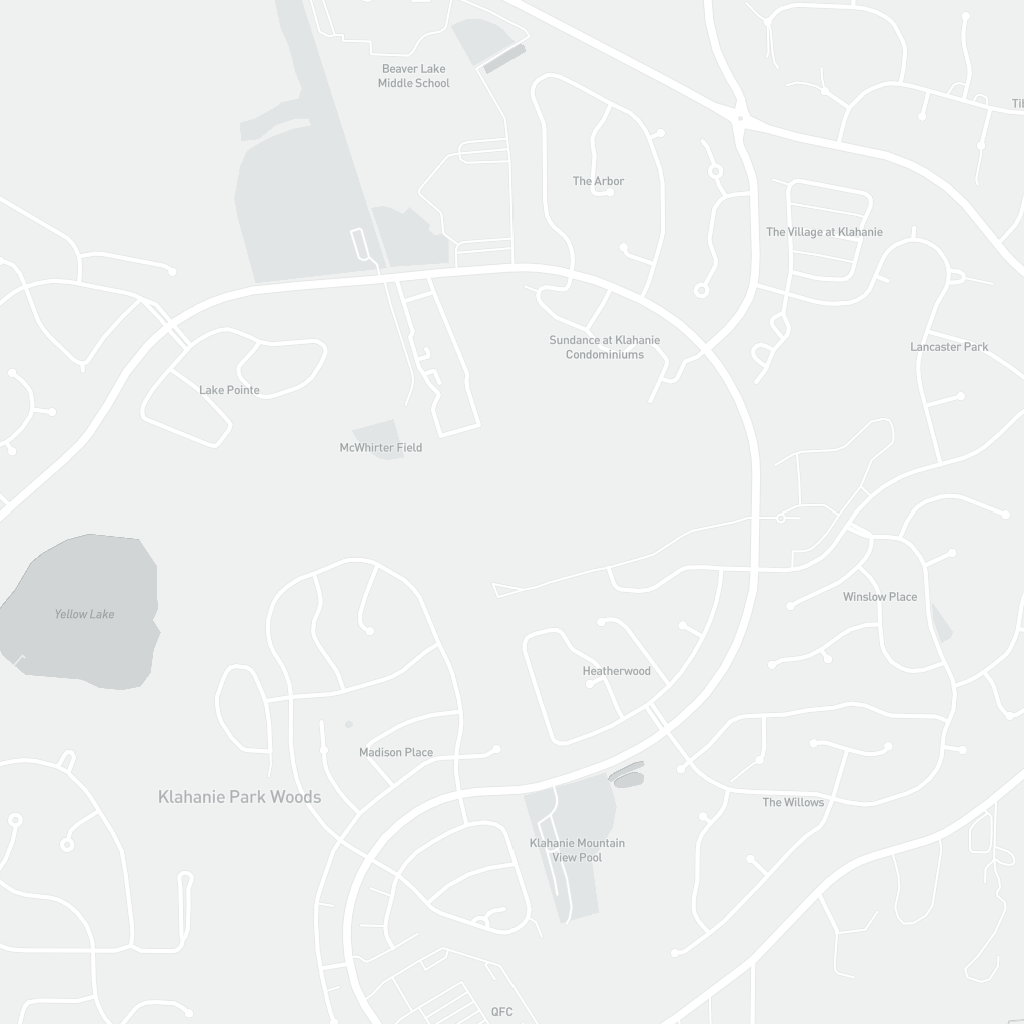 Beaver Lake
Middle School
Tib
The Arbor
The Village at Klahanie
Sundance at Klahanie
Condominiums
Lancaster Park
Lake Pointe
McWhirter Field
Yellow Lake
Winslow Place
Heatherwood
Madison Place
Klahanie Park Woods
The Willows
Klahanie Mountain
View Pool
QFC